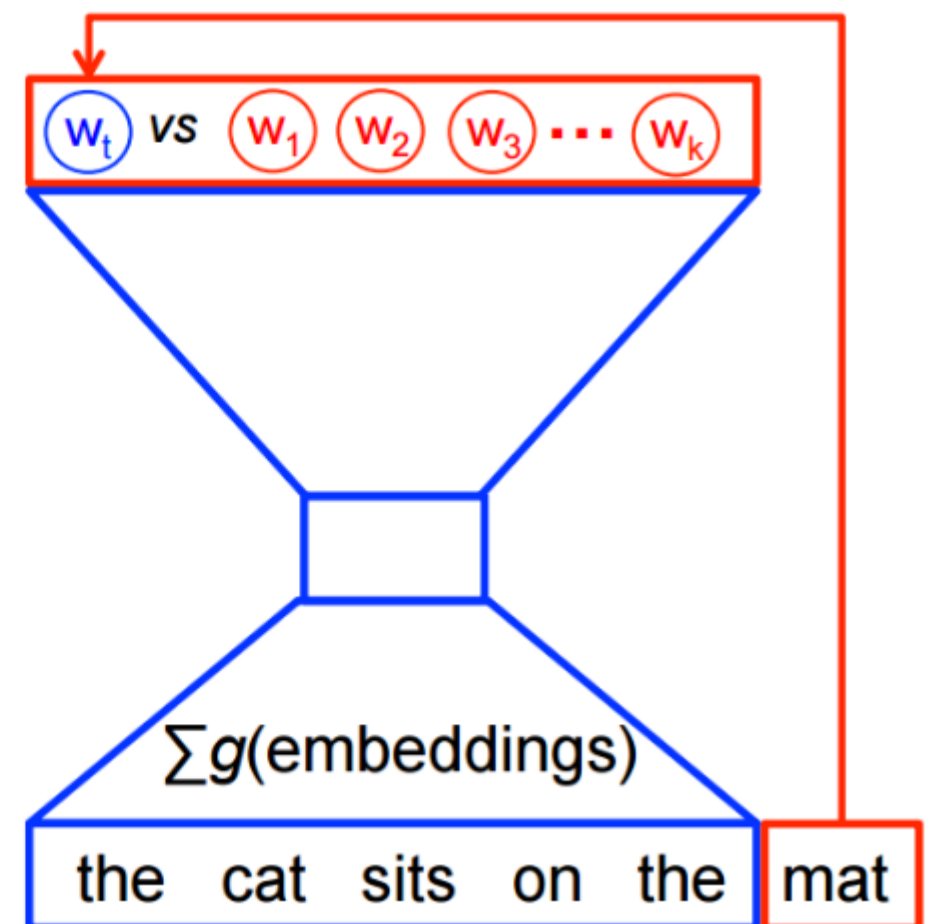 wt vs w1 w2 w3 ... wk
∑g(embeddings)
the cat sits on the mat